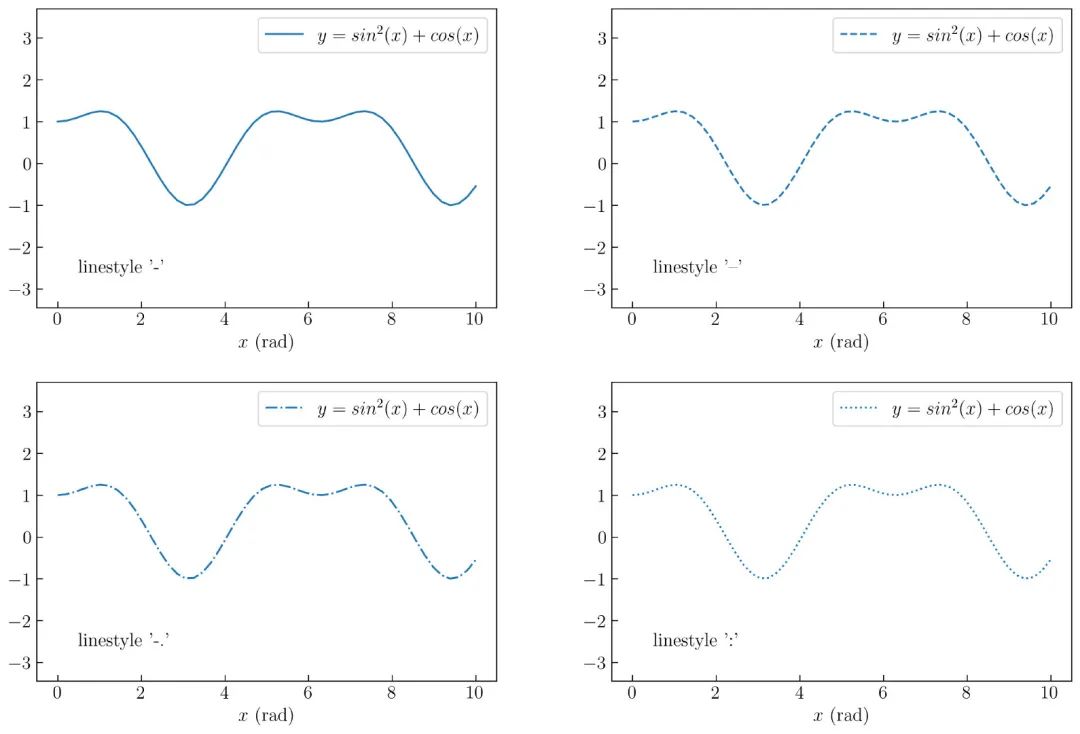 y = sin²(x) + cos(x)
3
2
1
0
−1
−2
−3
linestyle '-'
0 2 4 6 8 10
x (rad)
y = sin²(x) + cos(x)
3
2
1
0
−1
−2
−3
linestyle '–'
0 2 4 6 8 10
x (rad)
y = sin²(x) + cos(x)
3
2
1
0
−1
−2
−3
linestyle '-.'
0 2 4 6 8 10
x (rad)
y = sin²(x) + cos(x)
3
2
1
0
−1
−2
−3
linestyle ':'
0 2 4 6 8 10
x (rad)